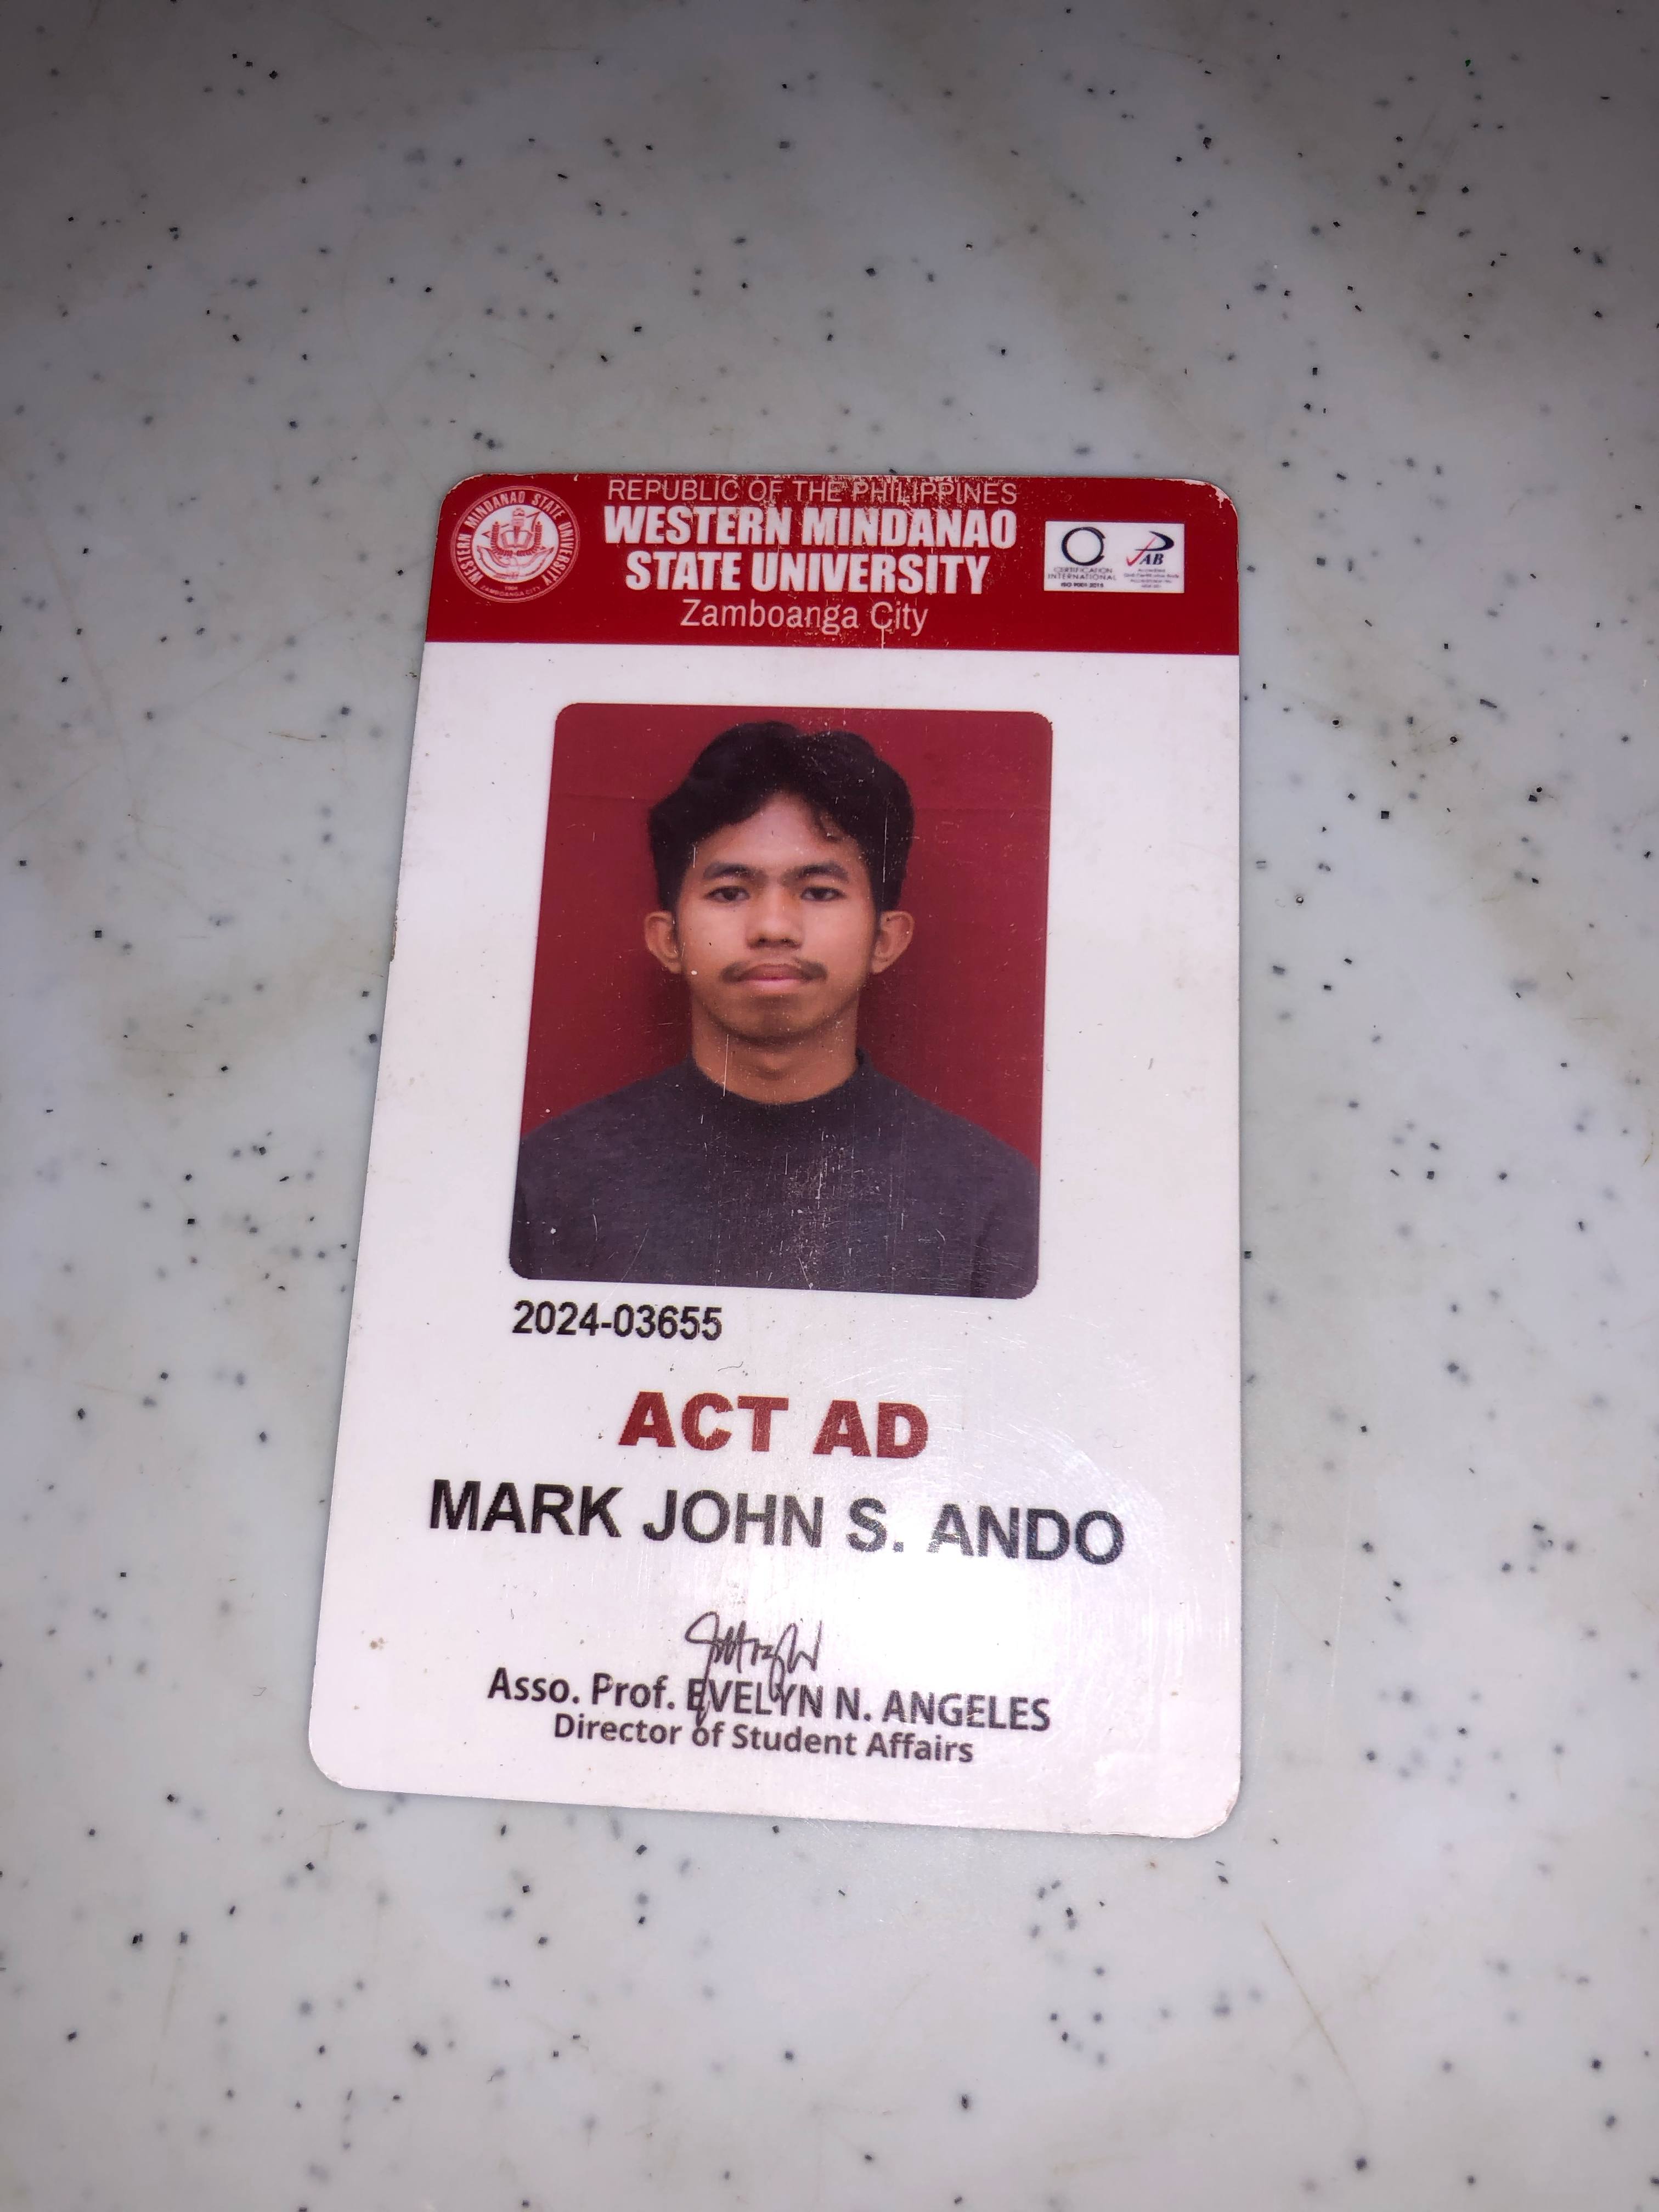 REPUBLIC OF THE PHILIPPINES
WESTERN MINDANAO
STATE UNIVERSITY
Zamboanga City
WESTERN MINDANAO STATE UNIVERSITY
ZAMBOANGA CITY
CERTIFICATION
INTERNATIONAL
ISO 9001:2015
PAB
2024-03655
ACT AD
MARK JOHN S. ANDO
Asso. Prof. EVELYN N. ANGELES
Director of Student Affairs